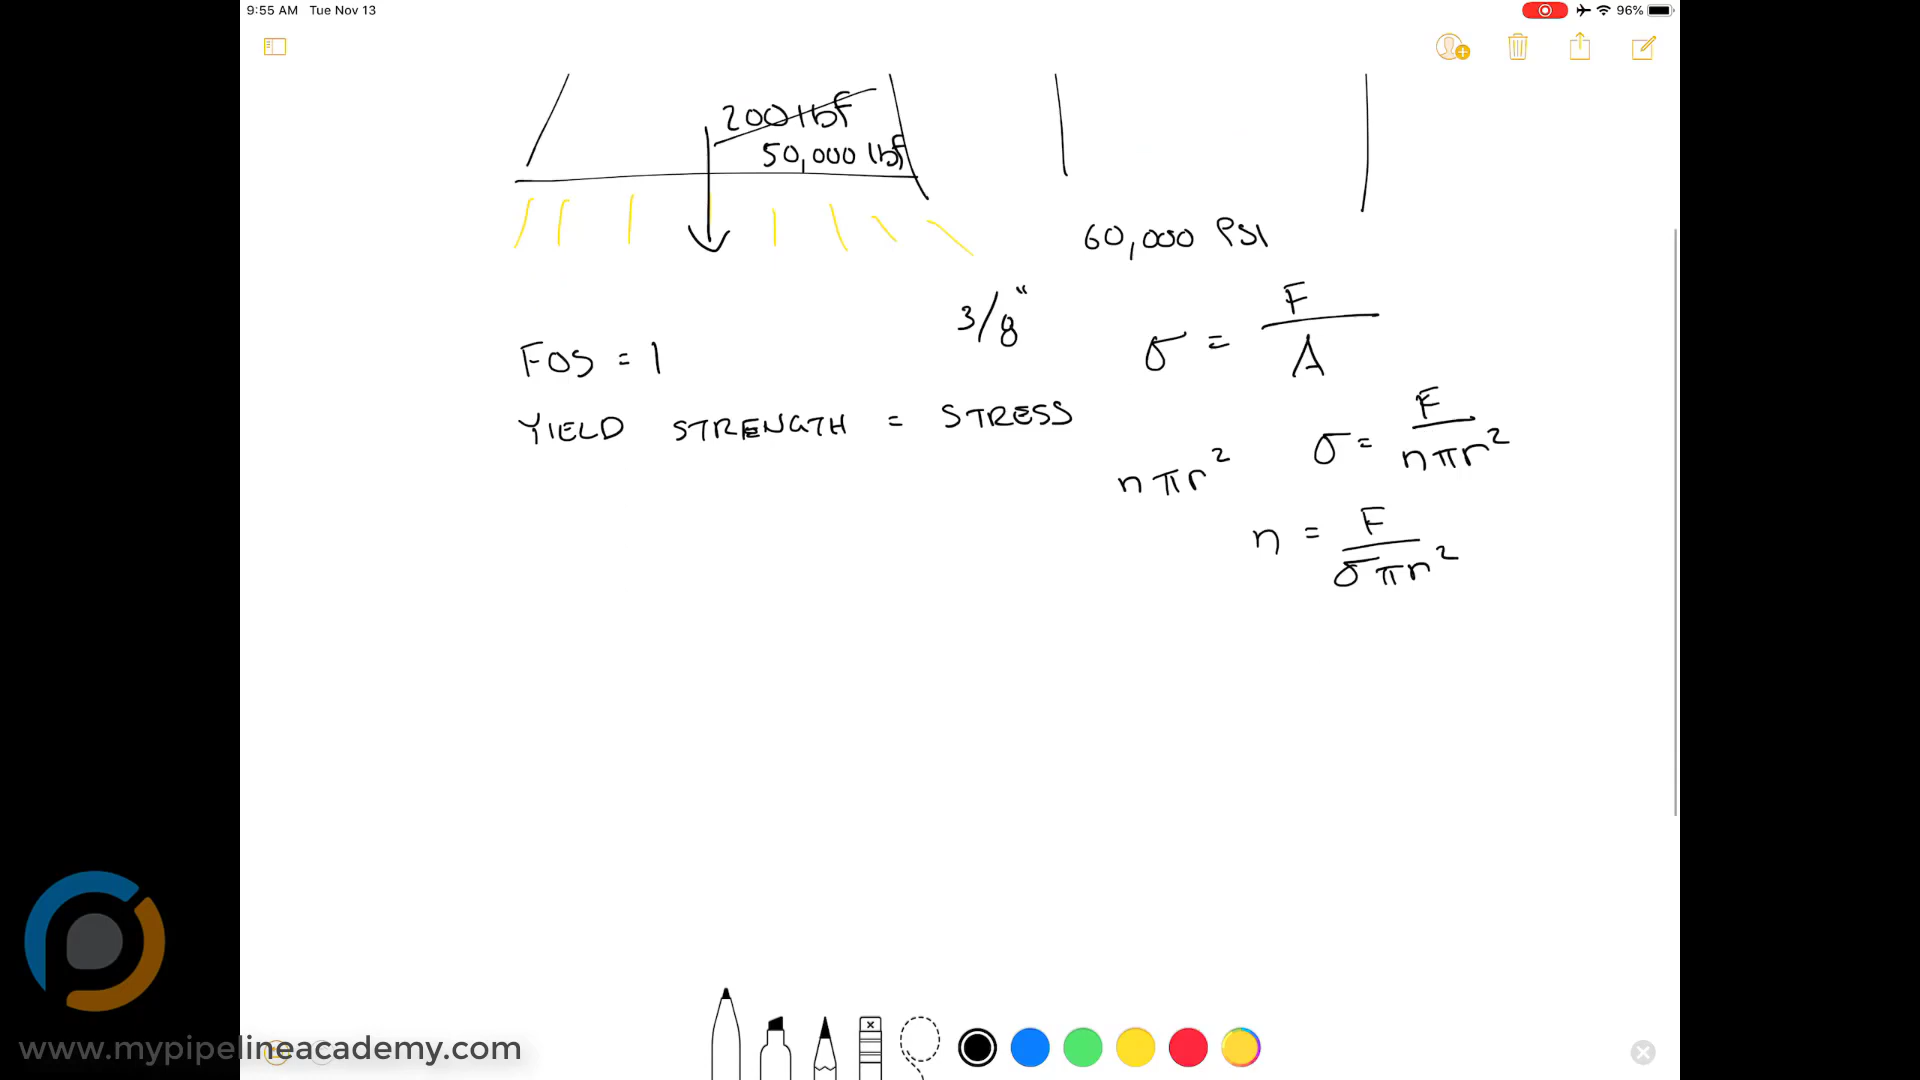 9:55 AM Tue Nov 13
96%
200 lbf
50,000 lbf
60,000 PSI
3/8"
σ = F / A
FOS = 1
YIELD STRENGTH = STRESS
nπr² σ = F / nπr²
n = F / σπr²
www.mypipelineacademy.com